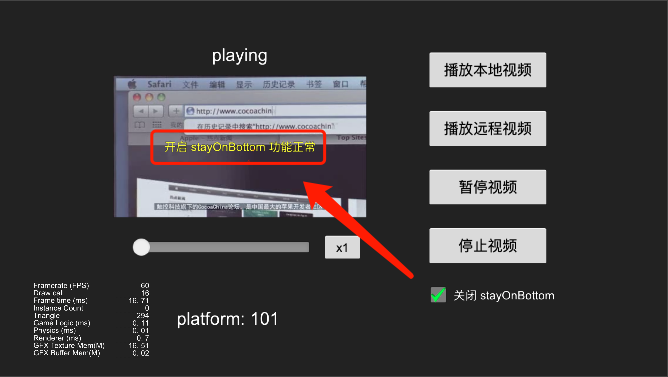 playing
Safari 文件 编辑 显示 历史记录 书签 窗口
http://www.cocoachin
在历史记录中搜索"http://www.cocoachin?
Apple
Top Sites
开启 stayOnBottom 功能正常
x1
播放本地视频
播放远程视频
暂停视频
停止视频
关闭 stayOnBottom
Framerate (FPS) 60
Draw call 16
Frame time (ms) 16. 71
Instance Count 0
Triangle 294
Game Logic (ms) 0. 11
Physics (ms) 0. 01
Renderer (ms) 0. 7
GFX Texture Mem(M) 16. 51
GFX Buffer Mem(M) 0. 02
platform: 101